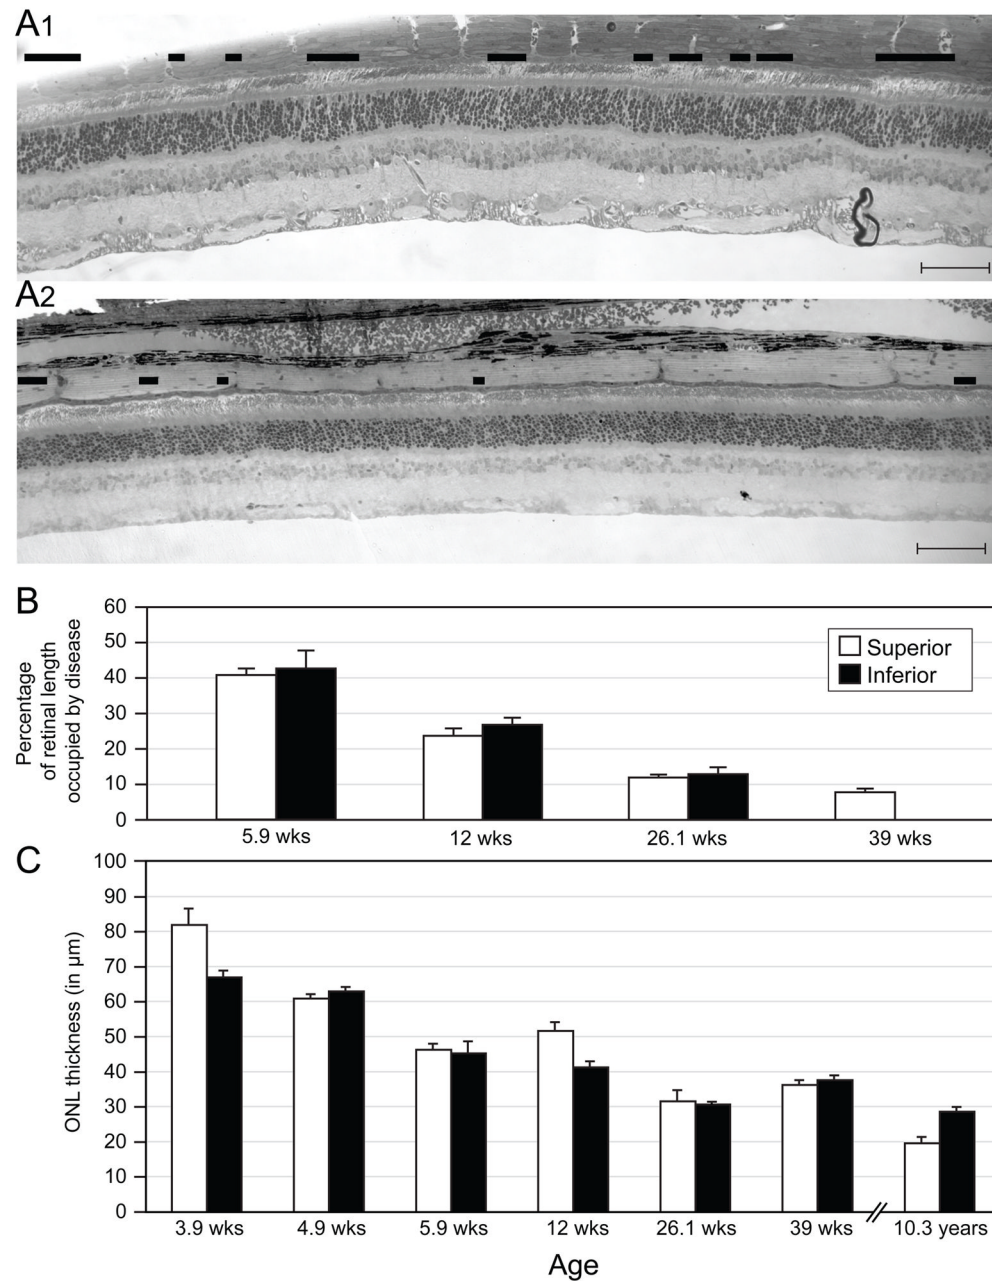 A1
A2
B
60
50
40
30
20
10
0
Percentage
of retinal length
occupied by disease
Superior
Inferior
5.9 wks
12 wks
26.1 wks
39 wks
C
100
90
80
70
60
50
40
30
20
10
0
ONL thickness (in µm)
3.9 wks
4.9 wks
5.9 wks
12 wks
26.1 wks
39 wks
10.3 years
Age